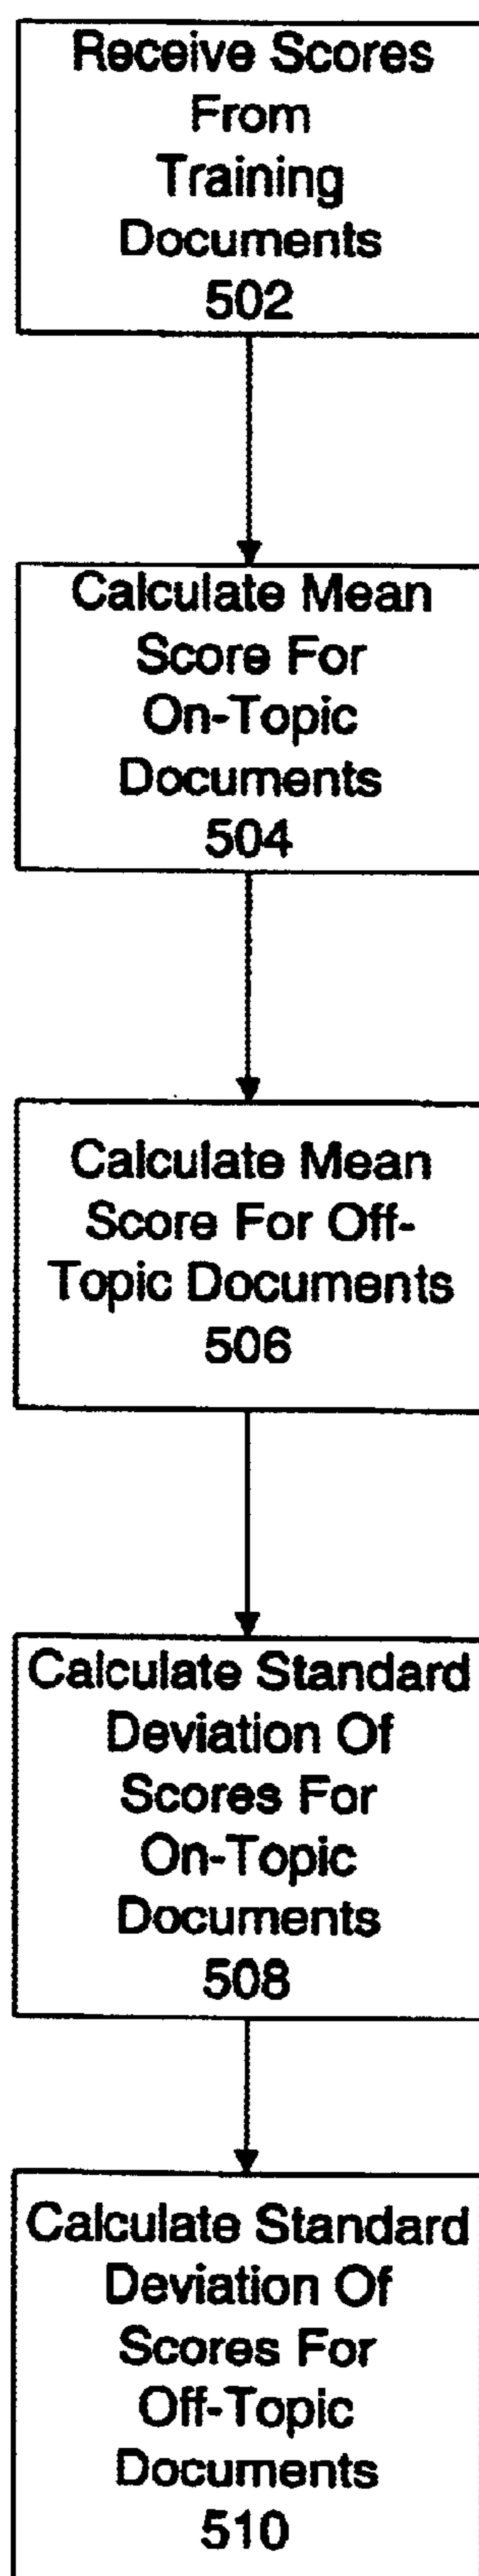 Receive Scores
From
Training
Documents
502
Calculate Mean
Score For
On-Topic
Documents
504
Calculate Mean
Score For Off-
Topic Documents
506
Calculate Standard
Deviation Of
Scores For
On-Topic
Documents
508
Calculate Standard
Deviation Of
Scores For
Off-Topic
Documents
510